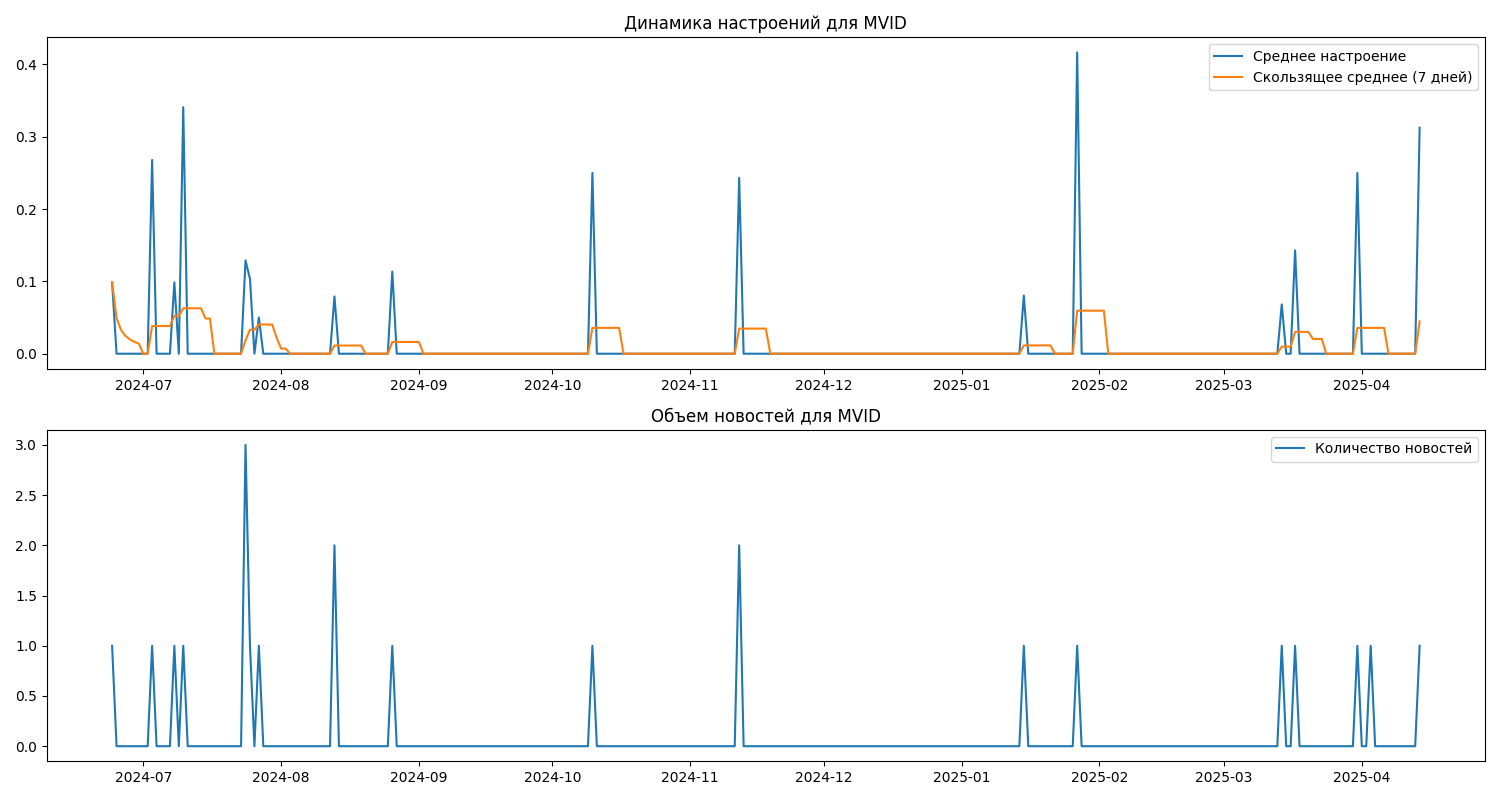 Динамика настроений для MVID
Среднее настроение
Скользящее среднее (7 дней)
0.4
0.3
0.2
0.1
0.0
2024-07 2024-08 2024-09 2024-10 2024-11 2024-12 2025-01 2025-02 2025-03 2025-04
Объем новостей для MVID
Количество новостей
3.0
2.5
2.0
1.5
1.0
0.5
0.0
2024-07 2024-08 2024-09 2024-10 2024-11 2024-12 2025-01 2025-02 2025-03 2025-04